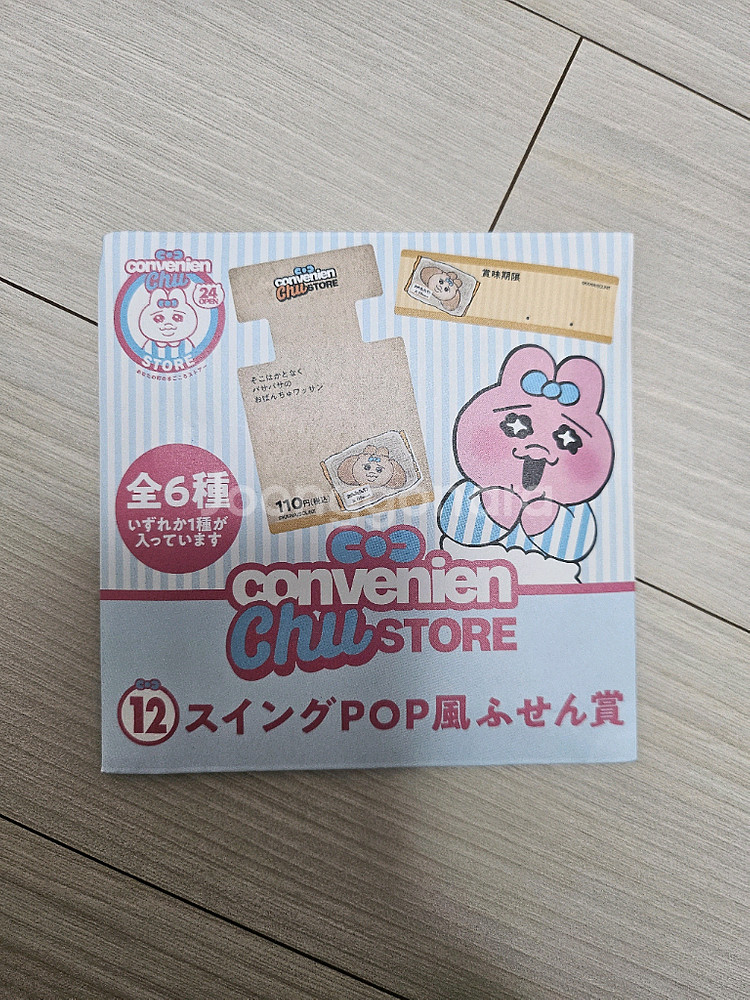 convenien
Chu
24
OPEN
STORE
convenien
Chu STORE
そこはかとなく
パサパサの
おぱんちゅワッサン
110円(税込)
賞味期限
全6種
いずれか1種が
入っています
convenien
Chu STORE
12 スイングPOP風ふせん賞